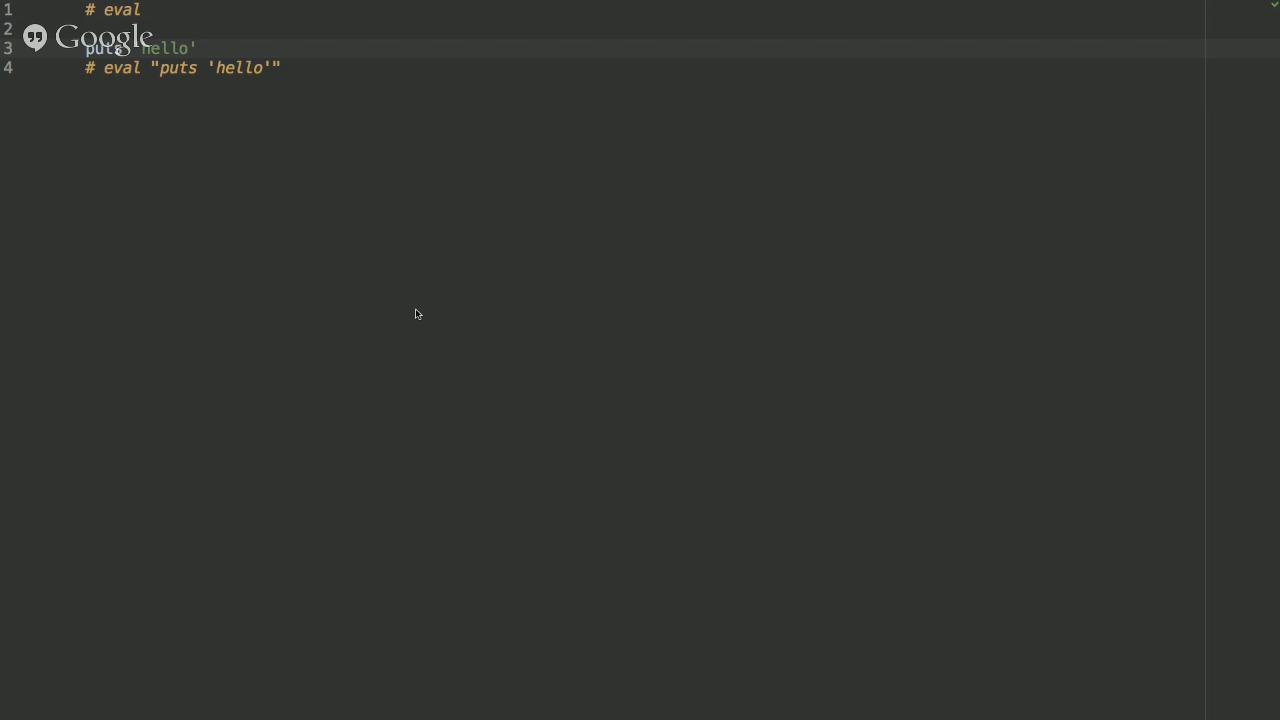 1 # eval
2
Google
3 puts 'hello'
4 # eval "puts 'hello'"